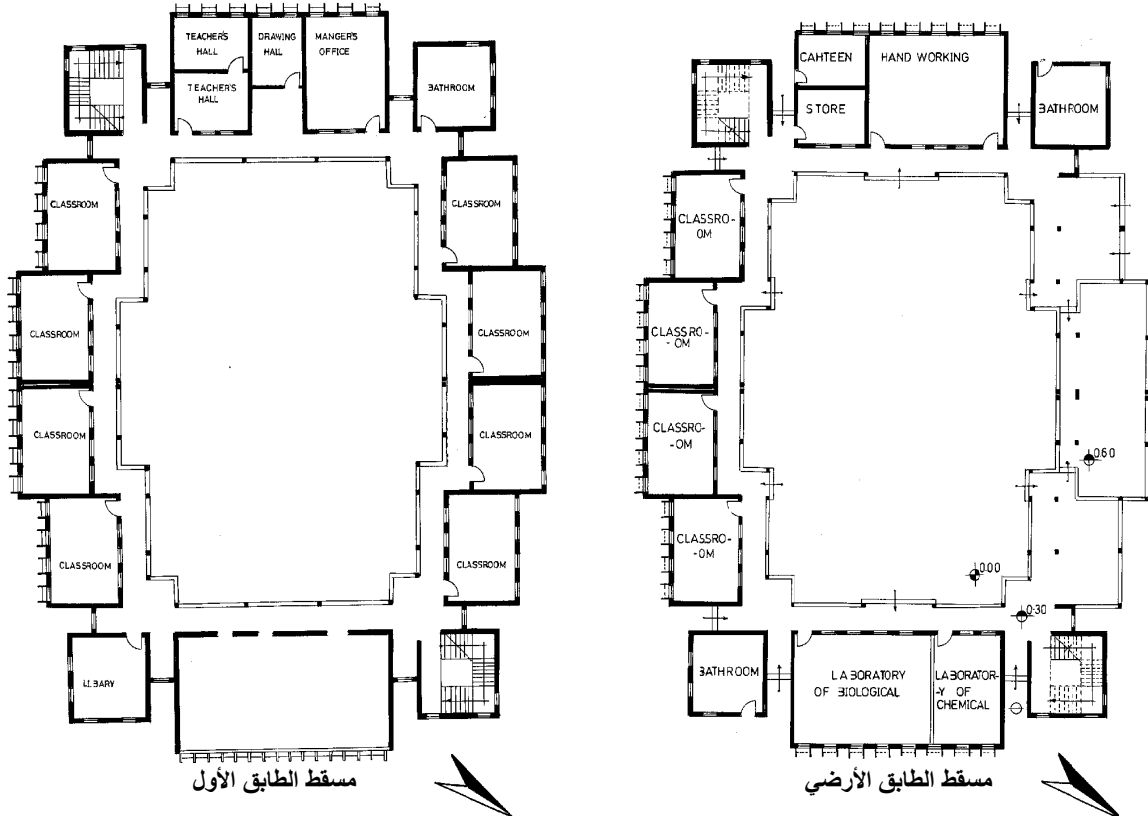 TEACHER'S
HALL
DRAWING
HALL
MANGER'S
OFFICE
TEACHER'S
HALL
BATHROOM
CLASSROOM
CLASSROOM
CLASSROOM
CLASSROOM
CLASSROOM
CLASSROOM
CLASSROOM
CLASSROOM
LIBARY
مسقط الطابق الأول
CAHTEEN
HAND WORKING
STORE
BATHROOM
CLASSRO-
OM
CLASSRO-
-OM
CLASSRO-
-OM
CLASSRO-
-OM
0.60
0.00
0.30
BATHROOM
LABORATORY
OF BIOLOGICAL
LABORATOR-
-Y OF
CHEMICAL
مسقط الطابق الأرضي